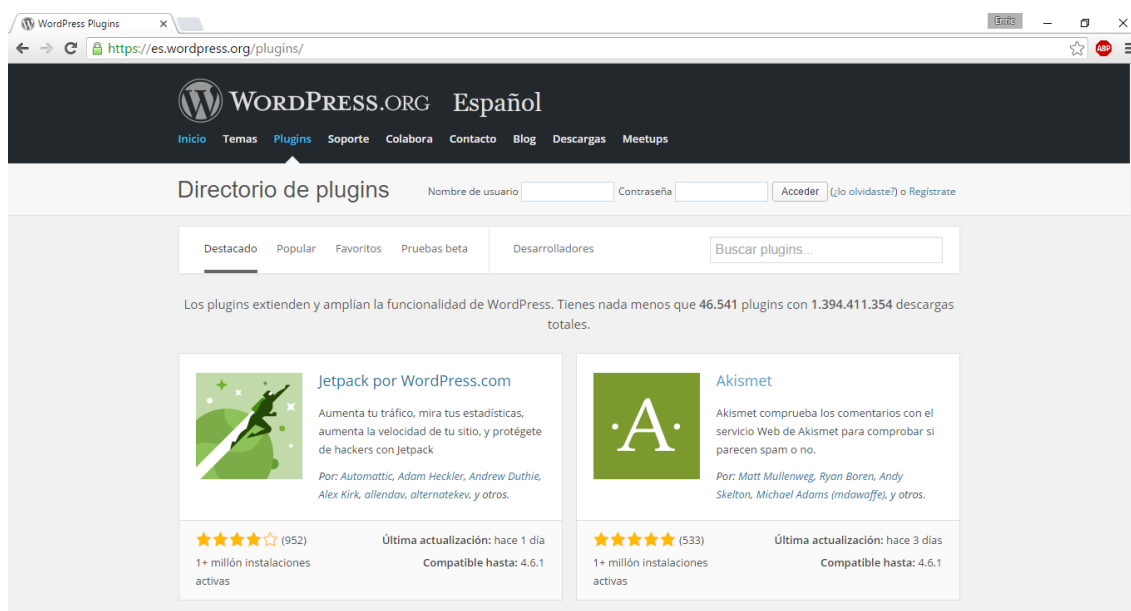 WordPress Plugins
Enric
https://es.wordpress.org/plugins/
ABP
WORDPRESS.ORG Español
Inicio Temas Plugins Soporte Colabora Contacto Blog Descargas Meetups
Directorio de plugins Nombre de usuario Contraseña Acceder (¿lo olvidaste?) o Regístrate
Destacado Popular Favoritos Pruebas beta Desarrolladores Buscar plugins...
Los plugins extienden y amplían la funcionalidad de WordPress. Tienes nada menos que 46.541 plugins con 1.394.411.354 descargas
totales.
Jetpack por WordPress.com
Aumenta tu tráfico, mira tus estadísticas,
aumenta la velocidad de tu sitio, y protégete
de hackers con Jetpack
Por: Automattic, Adam Heckler, Andrew Duthie,
Alex Kirk, allendav, alternatekev, y otros.
(952) Última actualización: hace 1 día
1+ millón instalaciones Compatible hasta: 4.6.1
activas
A
Akismet
Akismet comprueba los comentarios con el
servicio Web de Akismet para comprobar si
parecen spam o no.
Por: Matt Mullenweg, Ryan Boren, Andy
Skelton, Michael Adams (mdawaffe), y otros.
(533) Última actualización: hace 3 días
1+ millón instalaciones Compatible hasta: 4.6.1
activas